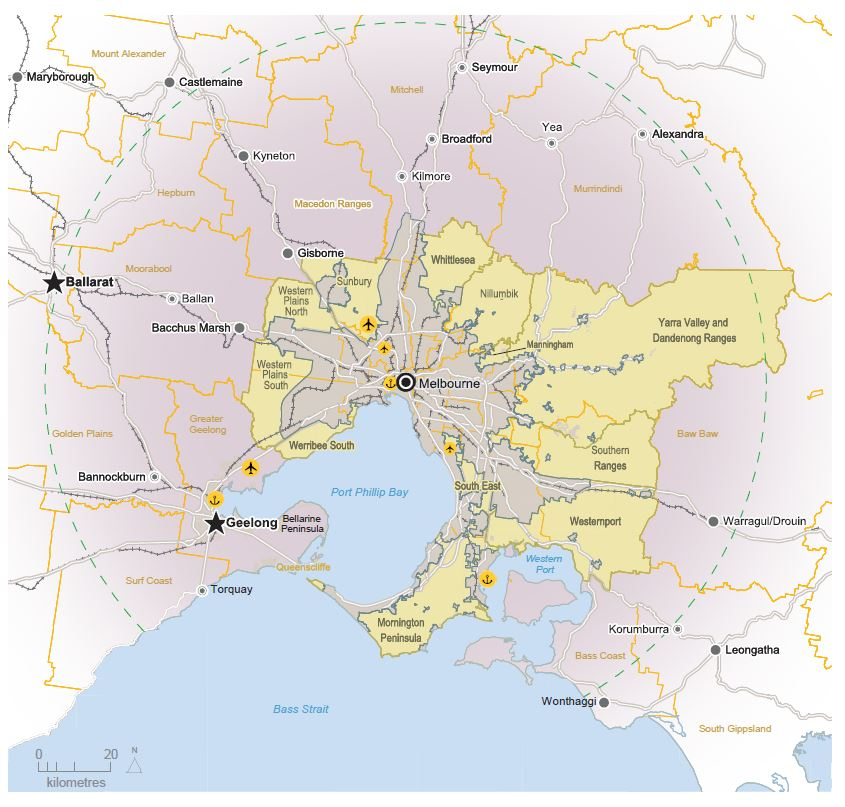 Mount Alexander
Maryborough
Castlemaine
Seymour
Mitchell
Yea
Alexandra
Broadford
Kyneton
Kilmore
Hepburn
Murrindindi
Macedon Ranges
Gisborne
Whittlesea
Moorabool
Ballarat
Sunbury
Western
Plains
North
Nillumbik
Ballan
Bacchus Marsh
Yarra Valley and
Dandenong Ranges
Manningham
Western
Plains
South
Melbourne
Greater
Geelong
Golden Plains
Werribee South
Baw Baw
Southern
Ranges
Bannockburn
Port Phillip Bay
South East
Geelong
Bellarine
Peninsula
Westernport
Warragul/Drouin
Western
Port
Queenscliffe
Surf Coast
Torquay
Mornington
Peninsula
Korumburra
Leongatha
Bass Coast
Wonthaggi
Bass Strait
South Gippsland
0 20
kilometres
N